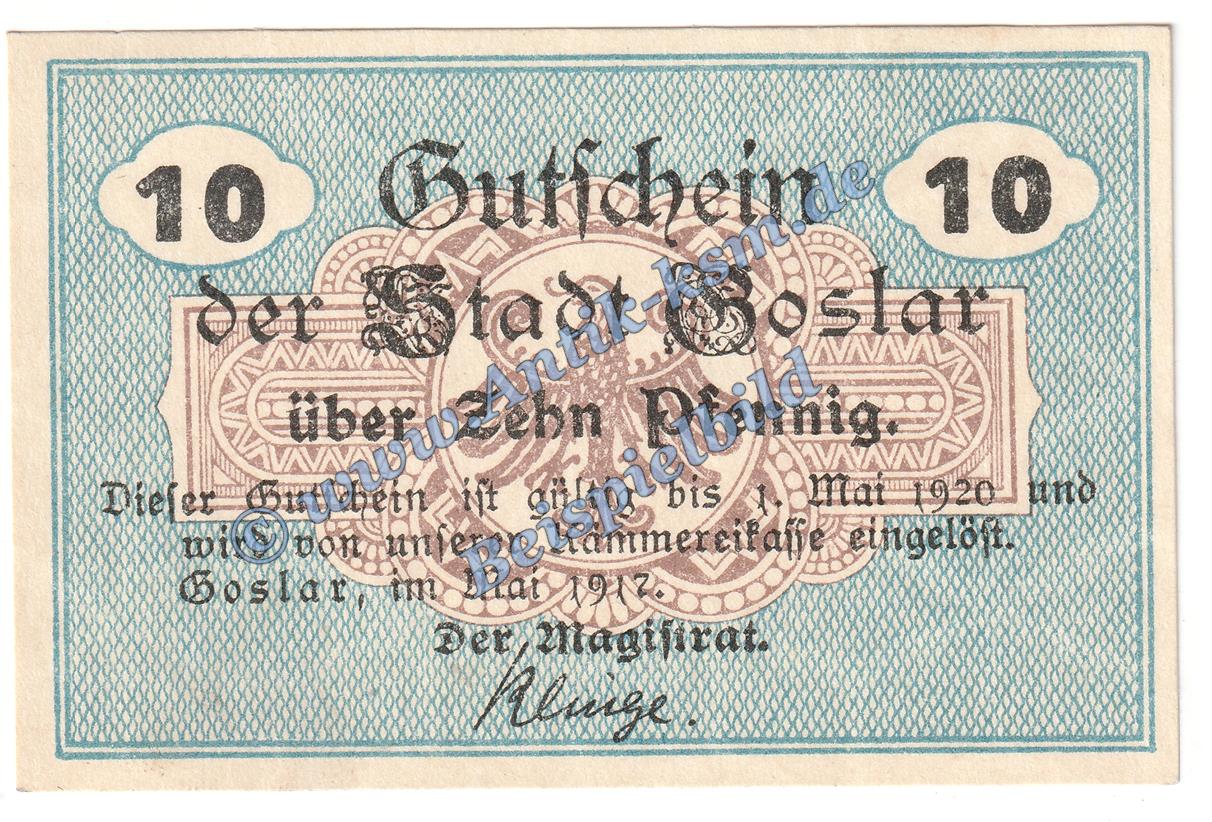 10 Gutschein 10
der Stadt Goslar
über Zehn Pfennig.
Dieser Gutschein ist gültig bis 1. Mai 1920 und
wird von unserer Kämmereikasse eingelöst.
Goslar, im Mai 1917.
Der Magistrat.
Klinge.
© www.Antik-ksm.de
Beispielbild